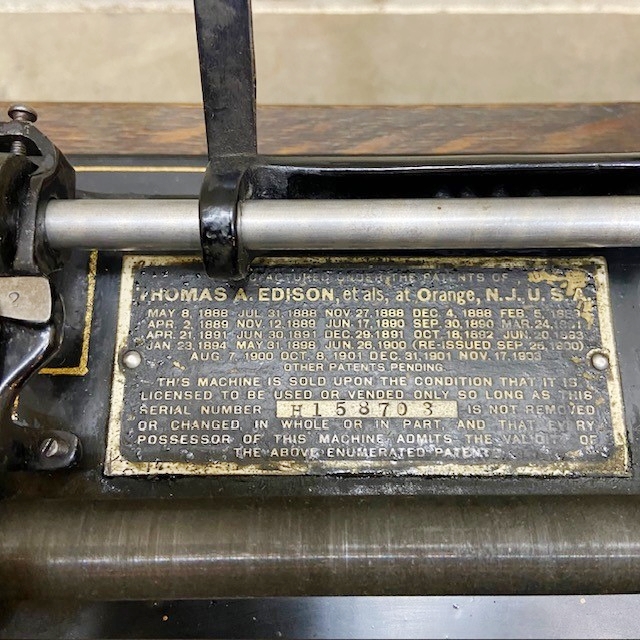 MANUFACTURED UNDER THE PATENTS OF
THOMAS A. EDISON, et als, at Orange, N.J. U.S.A.
MAY 8, 1888 JUL 31, 1888 NOV. 27, 1888 DEC. 4, 1888 FEB. 5,
APR. 2, 1889 NOV. 12, 1889 JUN. 17, 1890 SEP. 30, 1890 MAR. 24, 1891
APR. 21, 1891 JUN. 30, 1891 DEC. 29, 1891 OCT. 18, 1892 JUN. 20, 1893
JAN. 23, 1894 MAY 31, 1898 JUN. 26, 1900 (RE-ISSUED SEP. 25, 1900)
AUG. 7, 1900 OCT. 8, 1901 DEC. 31, 1901 NOV. 17, 1903
OTHER PATENTS PENDING.
THIS MACHINE IS SOLD UPON THE CONDITION THAT IT IS
LICENSED TO BE USED OR VENDED ONLY SO LONG AS THIS
SERIAL NUMBER H158703 IS NOT REMOVED
OR CHANGED, IN WHOLE OR IN PART, AND THAT EVERY
POSSESSOR OF THIS MACHINE ADMITS THE VALIDITY OF
THE ABOVE ENUMERATED PATENTS